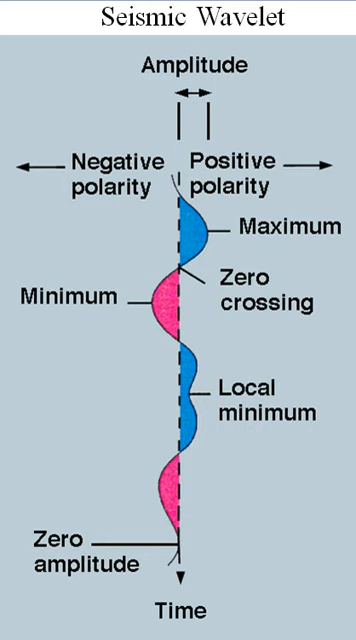 Seismic Wavelet
Amplitude
Negative
polarity
Positive
polarity
Maximum
Zero
crossing
Minimum
Local
minimum
Zero
amplitude
Time